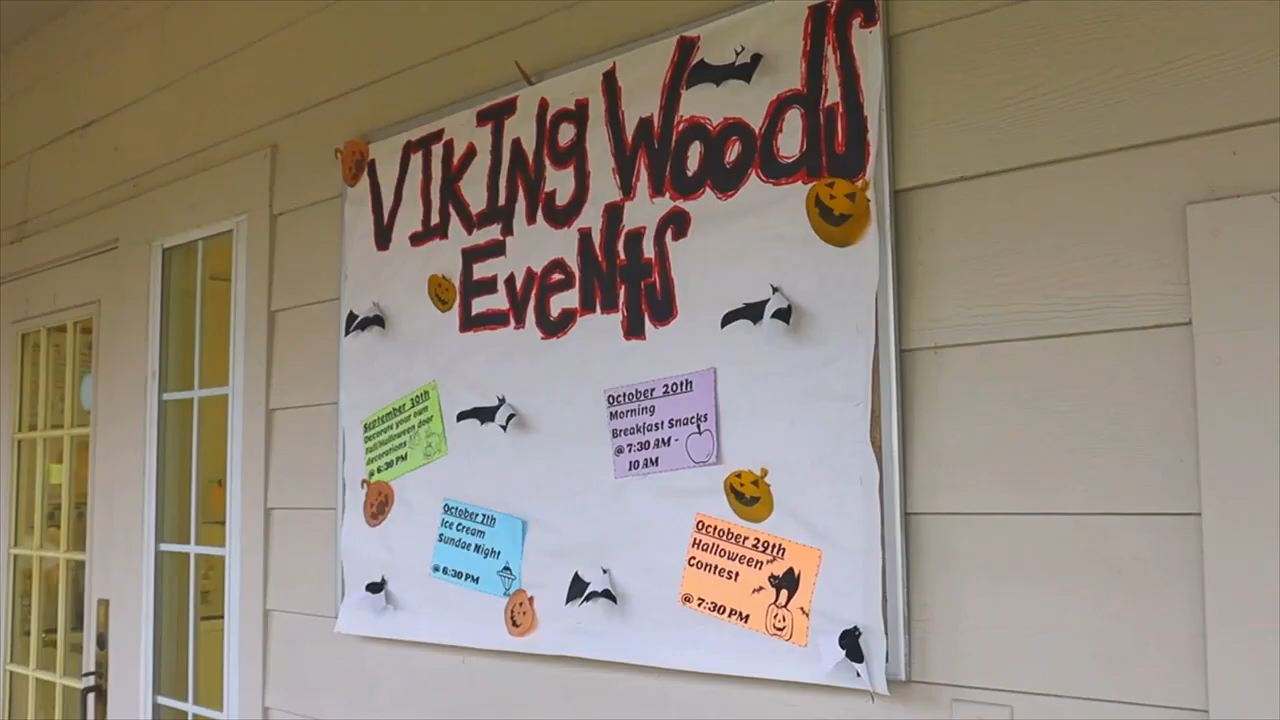 VIKING Woods
Events
September 30th
Decorate your own
Fall/Halloween door
decorations
@ 6:30 PM
October 20th
Morning
Breakfast Snacks
@ 7:30 AM -
10 AM
October 7th
Ice Cream
Sundae Night
@ 6:30 PM
October 29th
Halloween
Contest
@ 7:30 PM